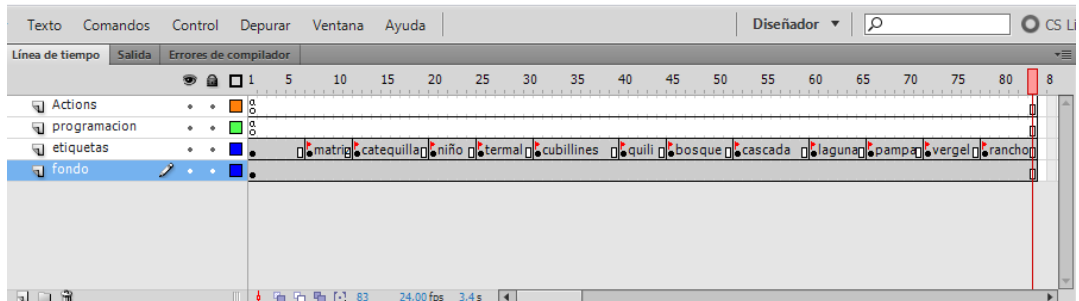 Texto Comandos Control Depurar Ventana Ayuda Diseñador CS Li
Línea de tiempo Salida Errores de compilador
1 5 10 15 20 25 30 35 40 45 50 55 60 65 70 75 80 8
Actions
programacion
etiquetas matriz catequilla niño termal cubillines quili bosque cascada laguna pampa vergel rancho
fondo
83 24.00 fps 3.4 s